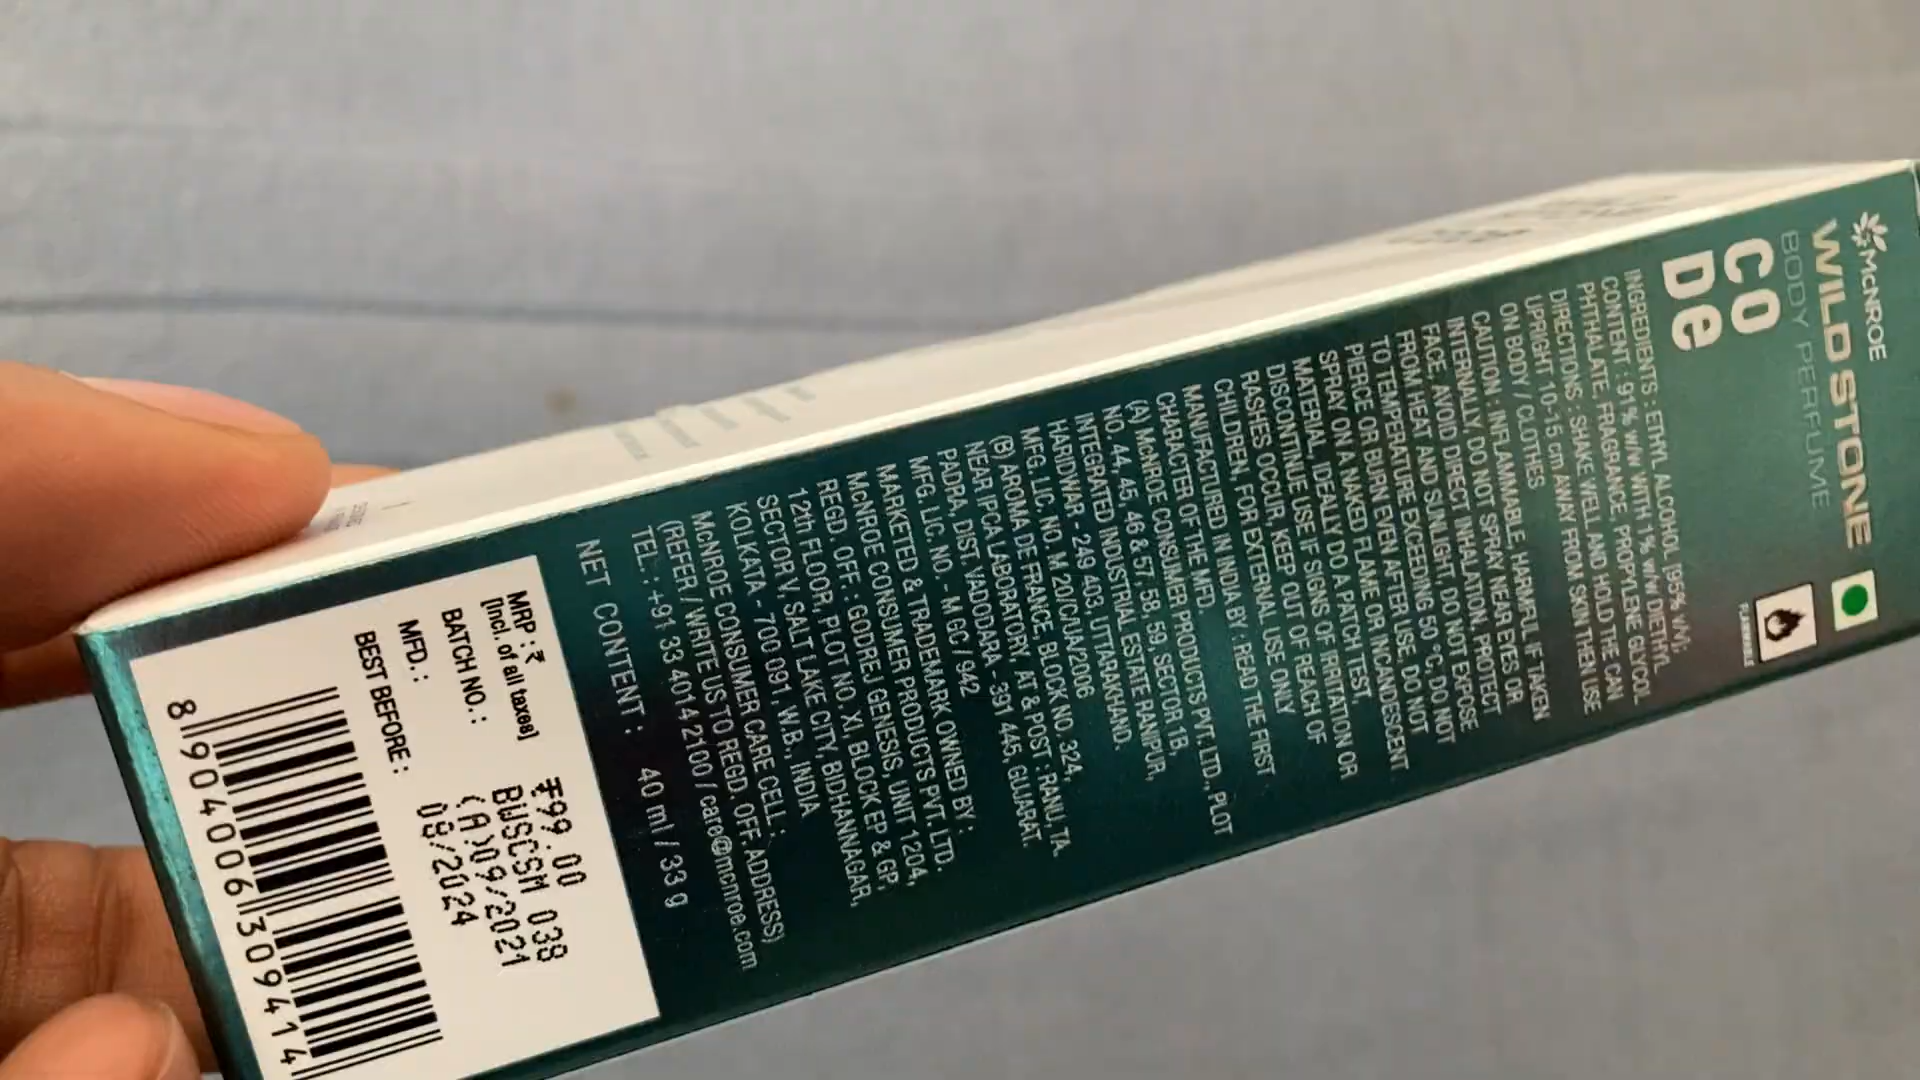 McNROE
WILD STONE
BODY PERFUME
CO
De
FLAMMABLE
INGREDIENTS : ETHYL ALCOHOL [95% v/v];
CONTENT : 91% w/w WITH 1% w/w DIETHYL
PHTHALATE, FRAGRANCE, PROPYLENE GLYCOL
DIRECTIONS : SHAKE WELL AND HOLD THE CAN
UPRIGHT 10-15 cm AWAY FROM SKIN THEN USE
ON BODY / CLOTHES
CAUTION : INFLAMMABLE, HARMFUL IF TAKEN
INTERNALLY, DO NOT SPRAY NEAR EYES OR
FACE, AVOID DIRECT INHALATION, PROTECT
FROM HEAT AND SUNLIGHT, DO NOT EXPOSE
TO TEMPERATURE EXCEEDING 50 °C, DO NOT
PIERCE OR BURN EVEN AFTER USE, DO NOT
SPRAY ON A NAKED FLAME OR INCANDESCENT
MATERIAL, IDEALLY DO A PATCH TEST,
DISCONTINUE USE IF SIGNS OF IRRITATION OR
RASHES OCCUR, KEEP OUT OF REACH OF
CHILDREN, FOR EXTERNAL USE ONLY
MANUFACTURED IN INDIA BY : READ THE FIRST
CHARACTER OF THE MFD.
(A) McNROE CONSUMER PRODUCTS PVT. LTD., PLOT
NO. 44, 45, 46 & 57, 58, 59, SECTOR 1B,
INTEGRATED INDUSTRIAL ESTATE RANIPUR,
HARIDWAR - 249 403, UTTARAKHAND.
MFG. LIC. NO. M 20/C/UA/2006
(B) AROMA DE FRANCE, BLOCK NO. 324,
NEAR IPCA LABORATORY, AT & POST : RANU, TA.
PADRA, DIST VADODARA - 391 445, GUJARAT.
MFG. LIC. NO. - MGC / 942
MARKETED & TRADEMARK OWNED BY :
McNROE CONSUMER PRODUCTS PVT. LTD.
REGD. OFF. : GODREJ GENESIS, UNIT 1204,
12th FLOOR, PLOT NO. XI, BLOCK EP & GP,
SECTOR V, SALT LAKE CITY, BIDHANNAGAR,
KOLKATA - 700 091, W.B., INDIA
McNROE CONSUMER CARE CELL :
(REFER / WRITE US TO REGD. OFF. ADDRESS)
TEL : +91 33 4014 2100 / care@mcnroe.com
NET CONTENT : 40 ml / 33 g
MRP : ₹ ₹99.00
[Incl. of all taxes]
BATCH NO. : BWSCSM 038
MFD. : (A)09/2021
BEST BEFORE : 08/2024
8 904006 309414